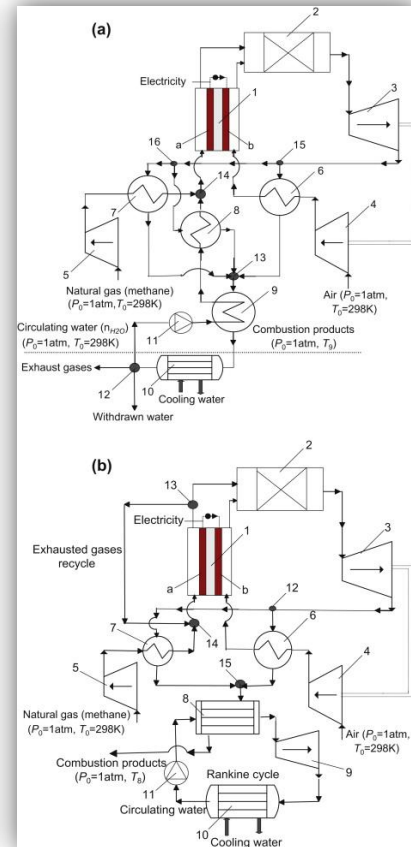 (a)
2
Electricity
3
1
a
b
16
15
14
6
7
8
4
5
13
9
Natural gas (methane)
(P0=1atm, T0=298K)
Air (P0=1atm,
T0=298K)
Circulating water (nH2O)
(P0=1atm, T0=298K)
11
Combustion products
(P0=1atm, T9)
Exhaust gases
10
12
Cooling water
Withdrawn water
(b)
2
13
Electricity
3
1
Exhausted gases
recycle
a
b
12
7
6
14
5
15
4
Natural gas (methane)
(P0=1atm, T0=298K)
8
Air (P0=1atm,
T0=298K)
Combustion products
(P0=1atm, T8)
9
11
Rankine cycle
Circulating water
10
Cooling water